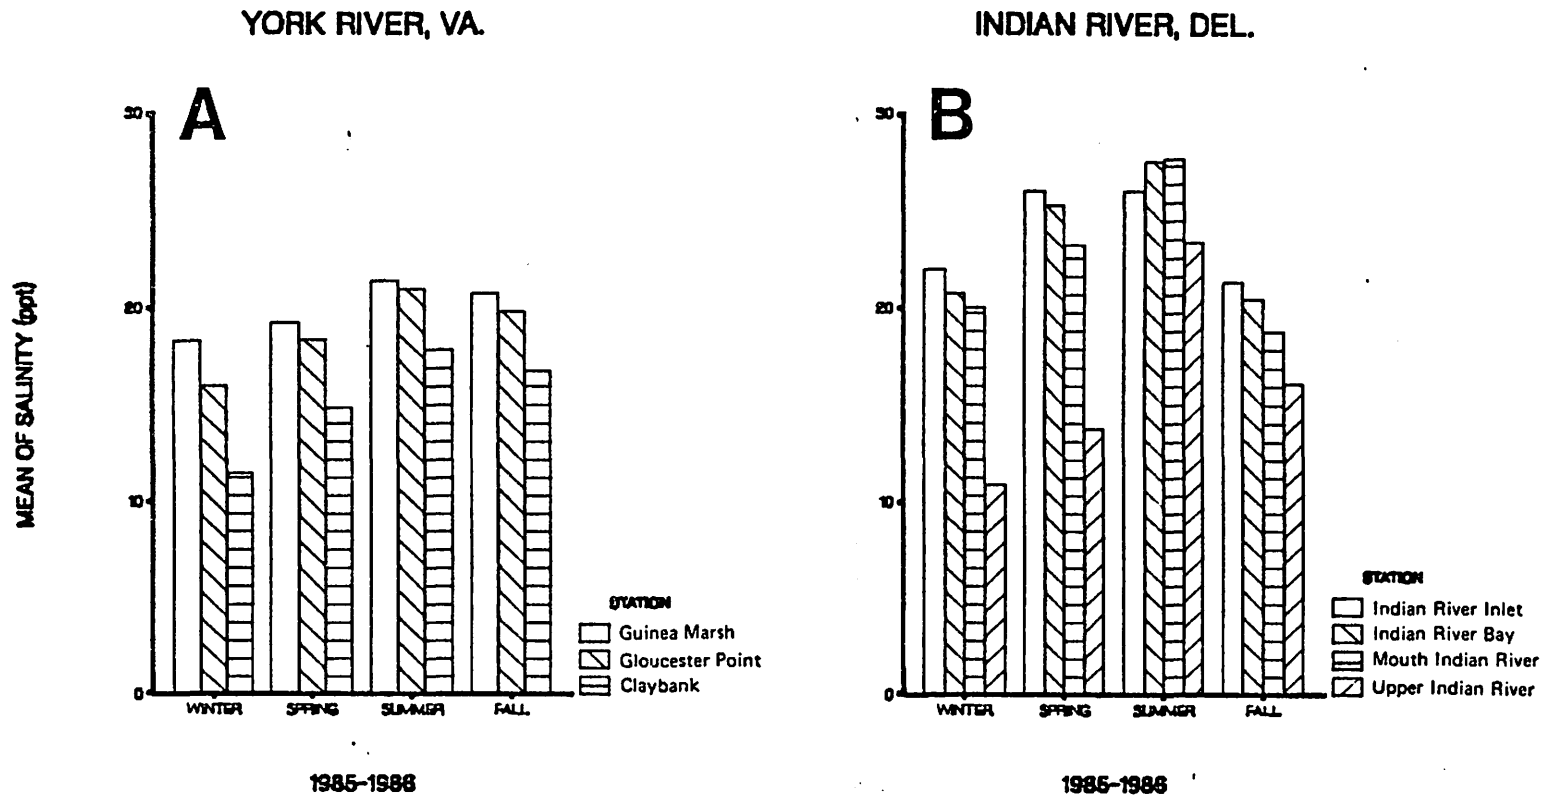 YORK RIVER, VA.
INDIAN RIVER, DEL.
A
B
MEAN OF SALINITY (ppt)
30
20
10
0
WINTER
SPRING
SUMMER
FALL
STATION
Guinea Marsh
Gloucester Point
Claybank
1985-1986
30
20
10
0
WINTER
SPRING
SUMMER
FALL
STATION
Indian River Inlet
Indian River Bay
Mouth Indian River
Upper Indian River
1985-1986